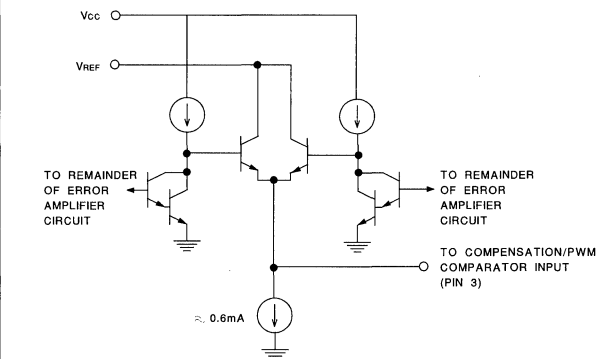 VCC
VREF
TO REMAINDER
OF ERROR
AMPLIFIER
CIRCUIT
TO REMAINDER
OF ERROR
AMPLIFIER
CIRCUIT
TO COMPENSATION/PWM
COMPARATOR INPUT
(PIN 3)
≈ 0.6mA